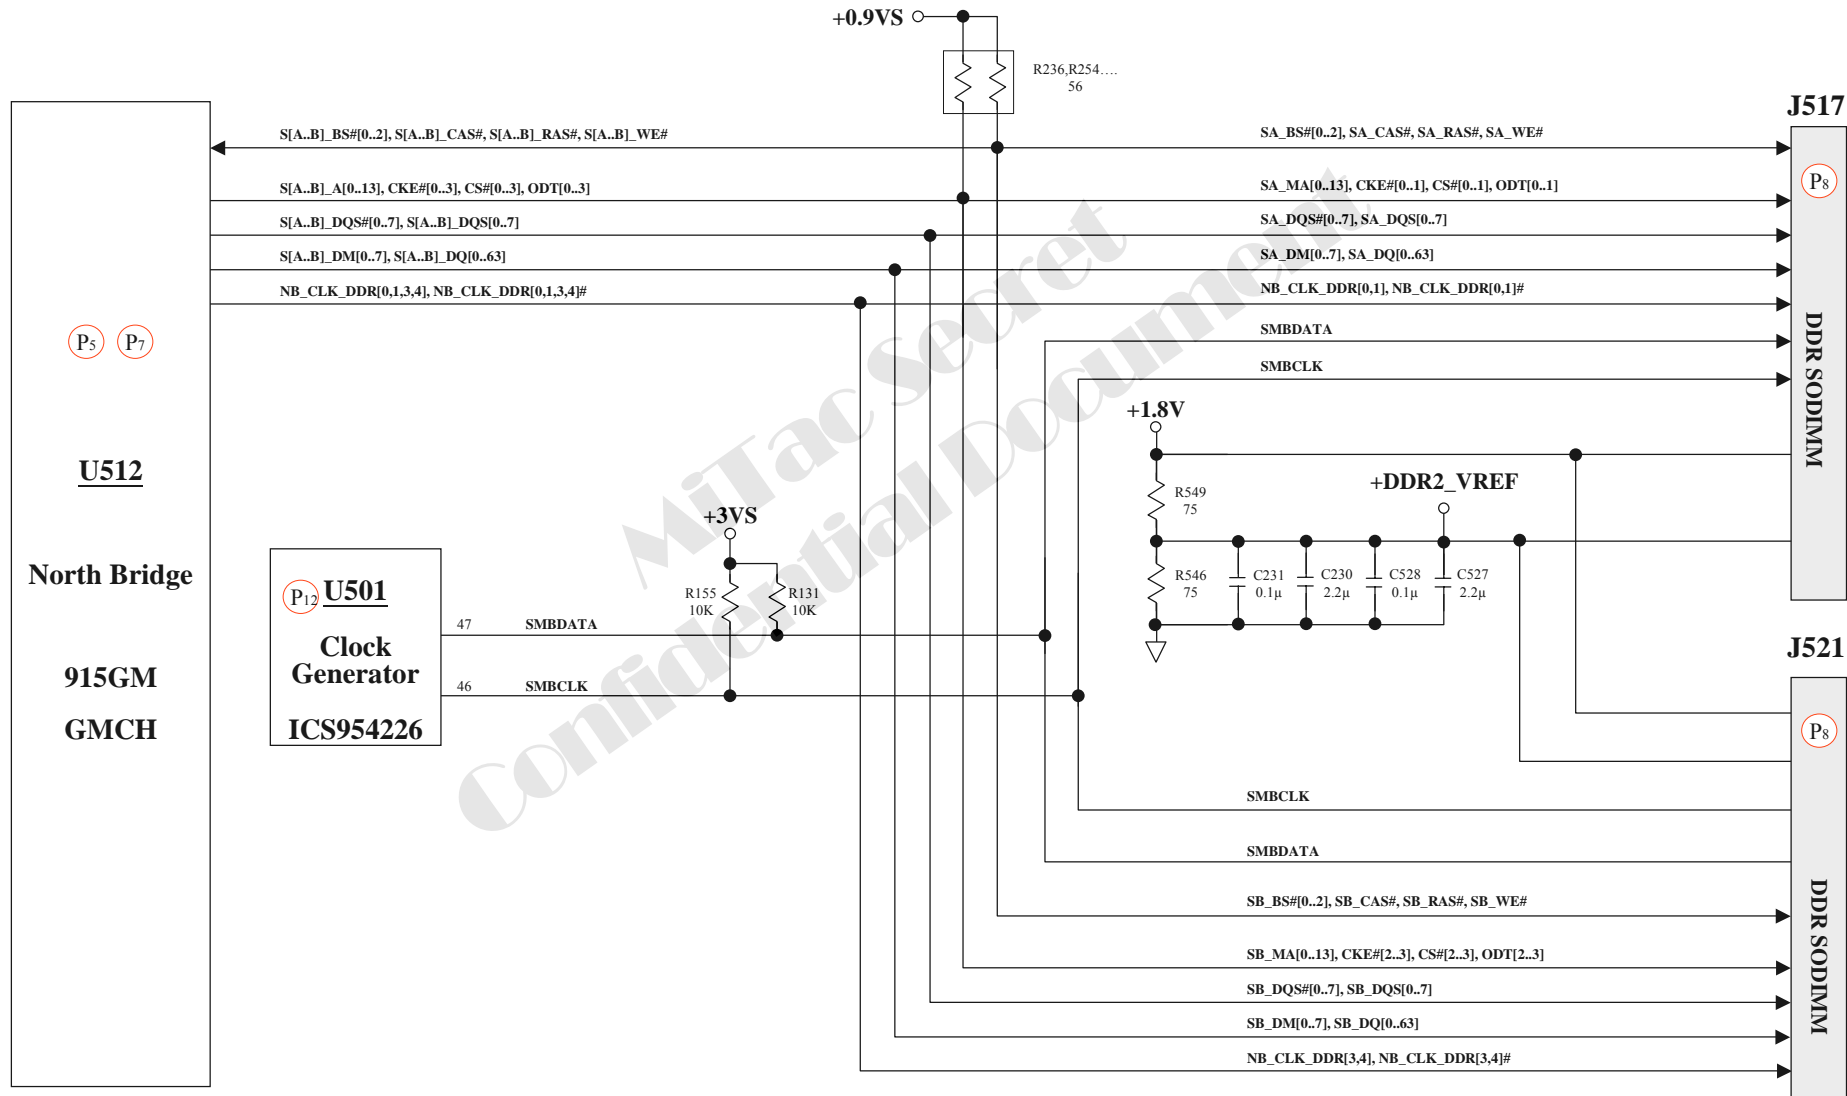 +0.9VS
R236,R254....
56
J517
S[A..B]_BS#[0..2], S[A..B]_CAS#, S[A..B]_RAS#, S[A..B]_WE#
SA_BS#[0..2], SA_CAS#, SA_RAS#, SA_WE#
P8
S[A..B]_A[0..13], CKE#[0..3], CS#[0..3], ODT[0..3]
SA_MA[0..13], CKE#[0..1], CS#[0..1], ODT[0..1]
S[A..B]_DQS#[0..7], S[A..B]_DQS[0..7]
SA_DQS#[0..7], SA_DQS[0..7]
S[A..B]_DM[0..7], S[A..B]_DQ[0..63]
SA_DM[0..7], SA_DQ[0..63]
NB_CLK_DDR[0,1,3,4], NB_CLK_DDR[0,1,3,4]#
NB_CLK_DDR[0,1], NB_CLK_DDR[0,1]#
SMBDATA
SMBCLK
DDR SODIMM
P5 P7
U512
North Bridge
915GM
GMCH
MiTac Secret
Confidential Document
+1.8V
R549
75
+DDR2_VREF
R546
75
C231
0.1µ
C230
2.2µ
C528
0.1µ
C527
2.2µ
+3VS
R155
10K
R131
10K
P12 U501
Clock
Generator
ICS954226
47 SMBDATA
46 SMBCLK
J521
P8
SMBCLK
SMBDATA
SB_BS#[0..2], SB_CAS#, SB_RAS#, SB_WE#
SB_MA[0..13], CKE#[2..3], CS#[2..3], ODT[2..3]
SB_DQS#[0..7], SB_DQS[0..7]
SB_DM[0..7], SB_DQ[0..63]
NB_CLK_DDR[3,4], NB_CLK_DDR[3,4]#
DDR SODIMM